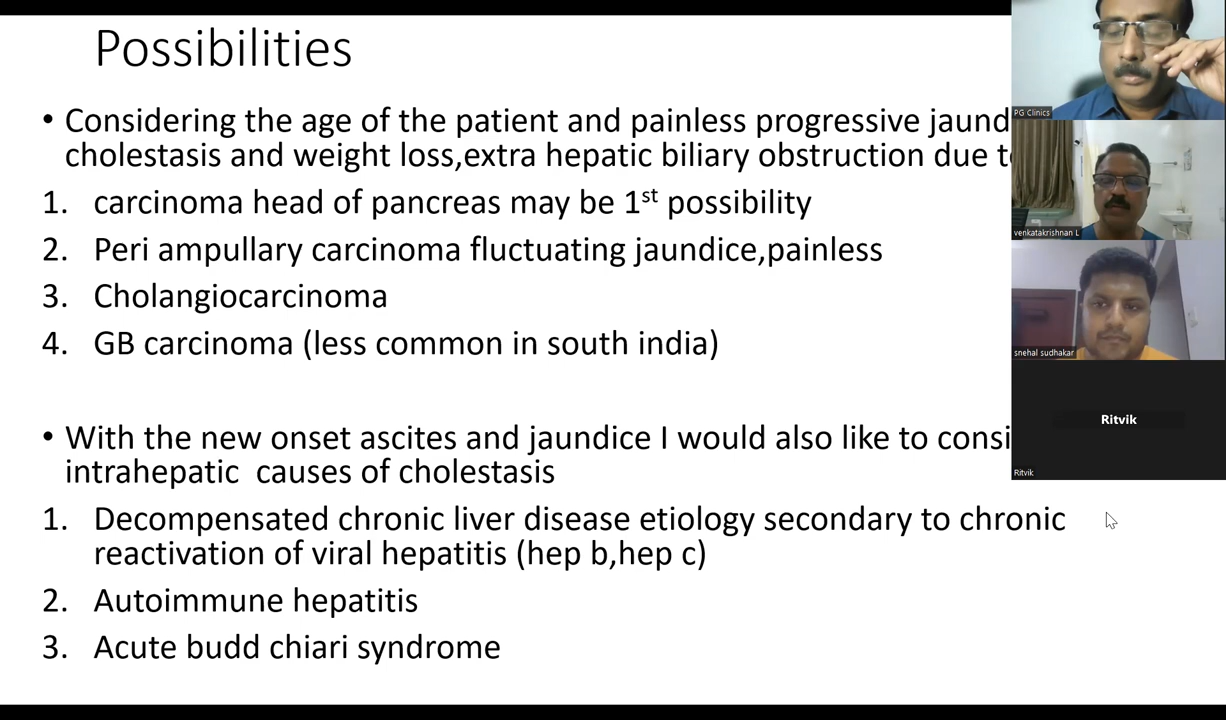 Possibilities
• Considering the age of the patient and painless progressive jaund
cholestasis and weight loss,extra hepatic biliary obstruction due t
1. carcinoma head of pancreas may be 1st possibility
2. Peri ampullary carcinoma fluctuating jaundice,painless
3. Cholangiocarcinoma
4. GB carcinoma (less common in south india)
• With the new onset ascites and jaundice I would also like to consi
intrahepatic causes of cholestasis
1. Decompensated chronic liver disease etiology secondary to chronic
reactivation of viral hepatitis (hep b,hep c)
2. Autoimmune hepatitis
3. Acute budd chiari syndrome
PG Clinics
venkatakrishnan L
snehal sudhakar
Ritvik
Ritvik